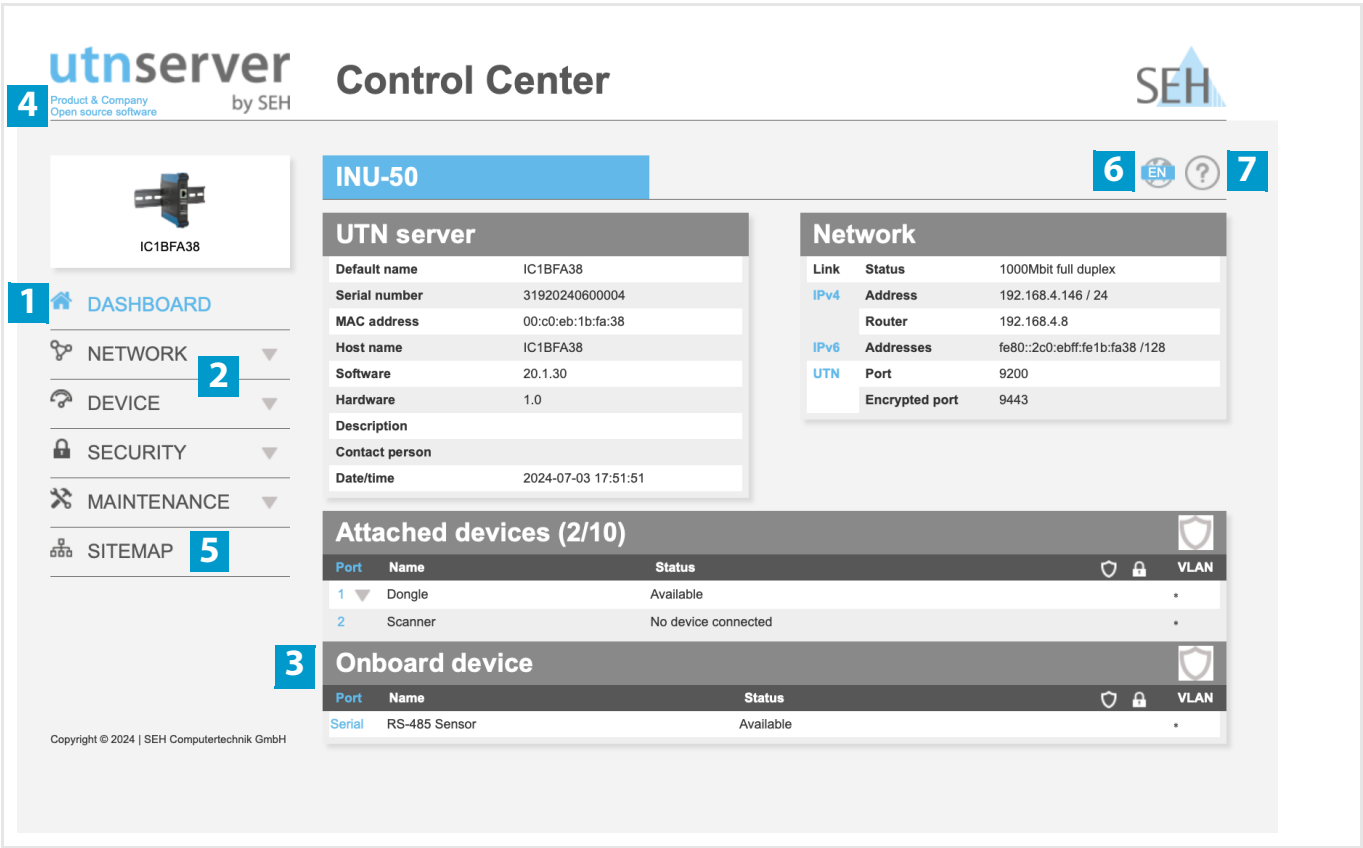 utnserver
by SEH
4
Product & Company
Open source software
Control Center
SEH
IC1BFA38
1
DASHBOARD
NETWORK
2
DEVICE
SECURITY
MAINTENANCE
SITEMAP
5
Copyright © 2024 | SEH Computertechnik GmbH
INU-50
6
EN
?
7
UTN server
Default name IC1BFA38
Serial number 31920240600004
MAC address 00:c0:eb:1b:fa:38
Host name IC1BFA38
Software 20.1.30
Hardware 1.0
Description
Contact person
Date/time 2024-07-03 17:51:51
Network
Link Status 1000Mbit full duplex
IPv4 Address 192.168.4.146 / 24
Router 192.168.4.8
IPv6 Addresses fe80::2c0:ebff:fe1b:fa38 /128
UTN Port 9200
Encrypted port 9443
Attached devices (2/10)
Port Name Status VLAN
1 Dongle Available *
2 Scanner No device connected *
3
Onboard device
Port Name Status VLAN
Serial RS-485 Sensor Available *